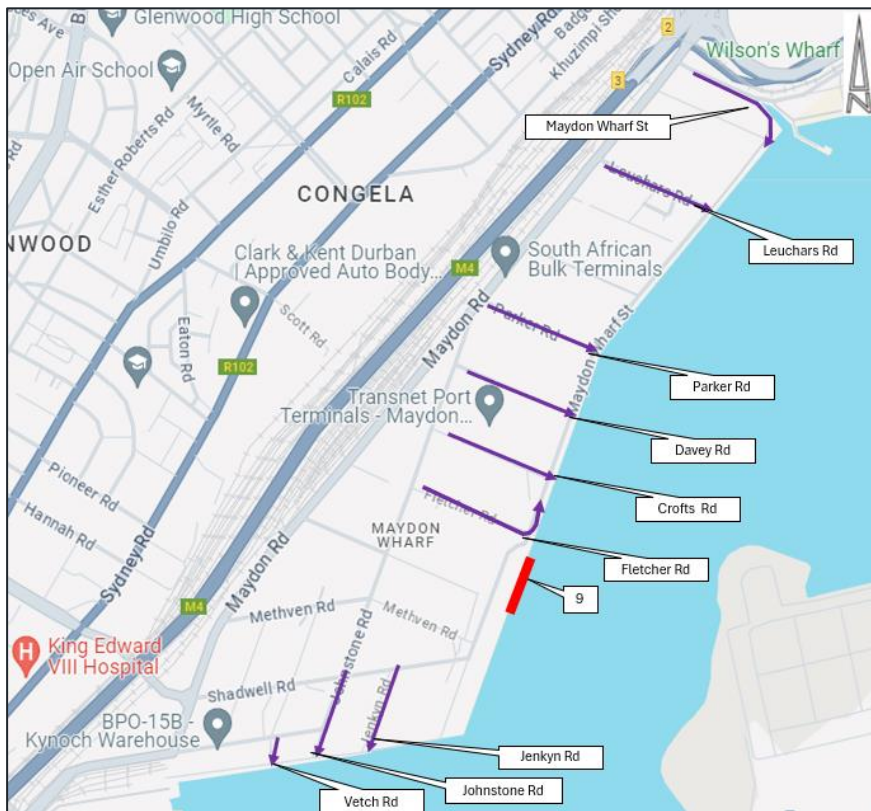 Glenwood High School
ces Ave
B
Badg
Khuzimpi Sh
2
Wilson's Wharf
N
Open Air School
Calais Rd
Sydney Rd
3
R102
Myrtle Rd
Maydon Wharf St
Esther Roberts Rd
CONGELA
Leuchars Rd
NWOOD
Umbilo Rd
Leuchars Rd
Clark & Kent Durban
| Approved Auto Body...
South African
Bulk Terminals
M4
Maydon Rd
Scott Rd
Parker Rd
Eaton Rd
R102
Maydon Wharf St
Parker Rd
Transnet Port
Terminals - Maydon...
Davey Rd
Pioneer Rd
Crofts Rd
Hannah Rd
Fletcher Rd
Sydney Rd
MAYDON
WHARF
Maydon Rd
Fletcher Rd
9
M4
Methven Rd
Methven Rd
H
King Edward
VIII Hospital
Johnstone Rd
Shadwell Rd
Jenkyn Rd
BPO-15B -
Kynoch Warehouse
Jenkyn Rd
Johnstone Rd
Vetch Rd